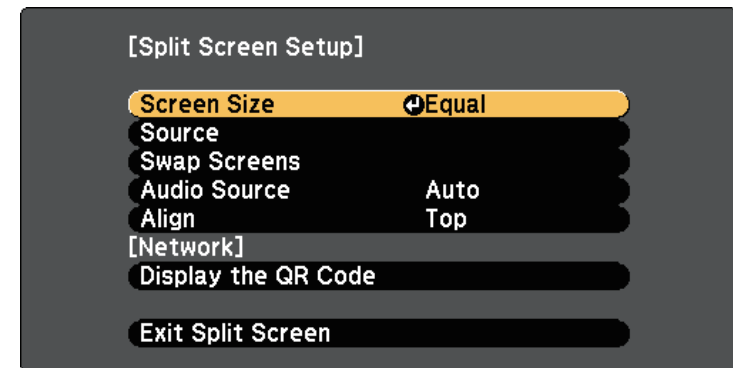 [Split Screen Setup]
Screen Size Equal
Source
Swap Screens
Audio Source Auto
Align Top
[Network]
Display the QR Code
Exit Split Screen